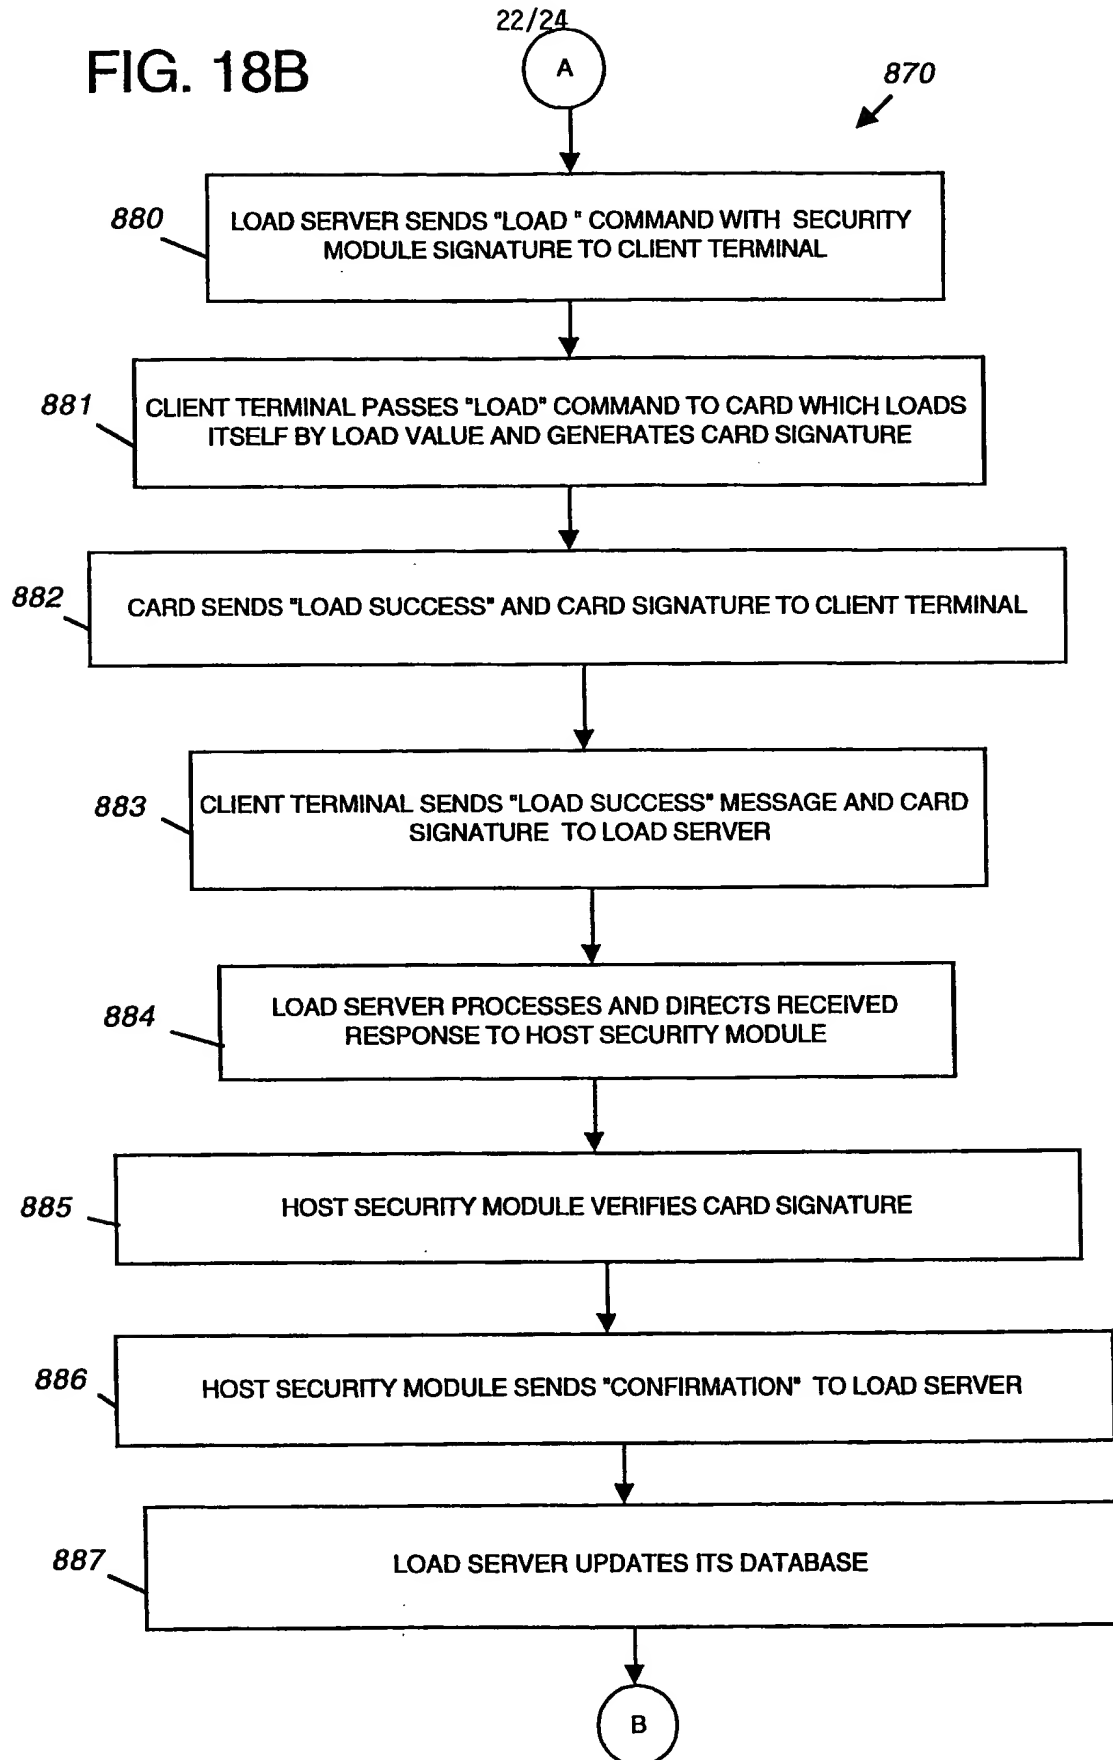 22/24
FIG. 18B
A
870
880
LOAD SERVER SENDS "LOAD " COMMAND WITH SECURITY
MODULE SIGNATURE TO CLIENT TERMINAL
881
CLIENT TERMINAL PASSES "LOAD" COMMAND TO CARD WHICH LOADS
ITSELF BY LOAD VALUE AND GENERATES CARD SIGNATURE
882
CARD SENDS "LOAD SUCCESS" AND CARD SIGNATURE TO CLIENT TERMINAL
883
CLIENT TERMINAL SENDS "LOAD SUCCESS" MESSAGE AND CARD
SIGNATURE TO LOAD SERVER
884
LOAD SERVER PROCESSES AND DIRECTS RECEIVED
RESPONSE TO HOST SECURITY MODULE
885
HOST SECURITY MODULE VERIFIES CARD SIGNATURE
886
HOST SECURITY MODULE SENDS "CONFIRMATION" TO LOAD SERVER
887
LOAD SERVER UPDATES ITS DATABASE
B